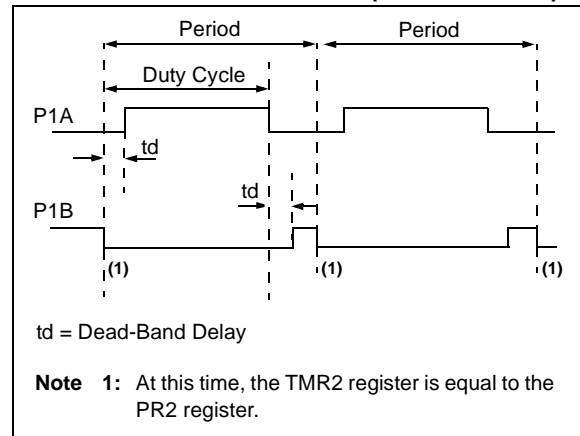 Period Period
Duty Cycle
P1A
td
td
P1B
(1) (1) (1)
td = Dead-Band Delay
Note 1: At this time, the TMR2 register is equal to the
PR2 register.